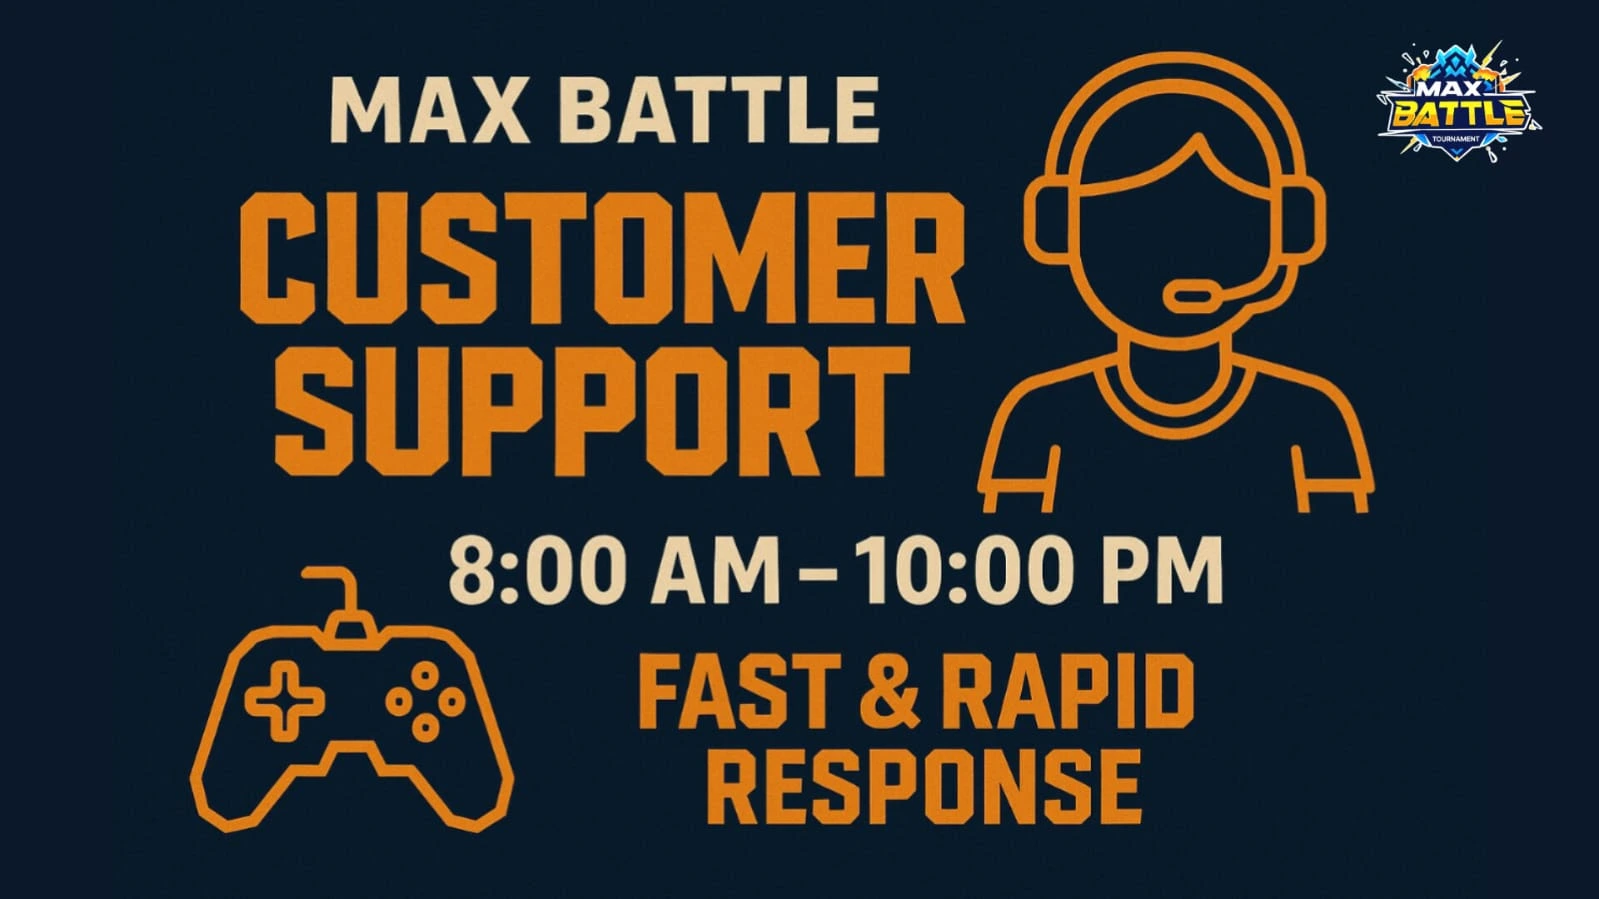 MAX BATTLE
CUSTOMER
SUPPORT
8:00 AM – 10:00 PM
FAST & RAPID
RESPONSE
MAX
BATTLE
TOURNAMENT